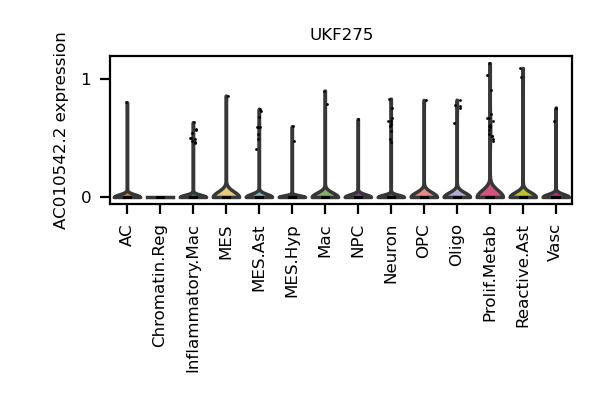 UKF275
AC010542.2 expression
1
0
AC
Chromatin.Reg
Inflammatory.Mac
MES
MES.Ast
MES.Hyp
Mac
NPC
Neuron
OPC
Oligo
Prolif.Metab
Reactive.Ast
Vasc